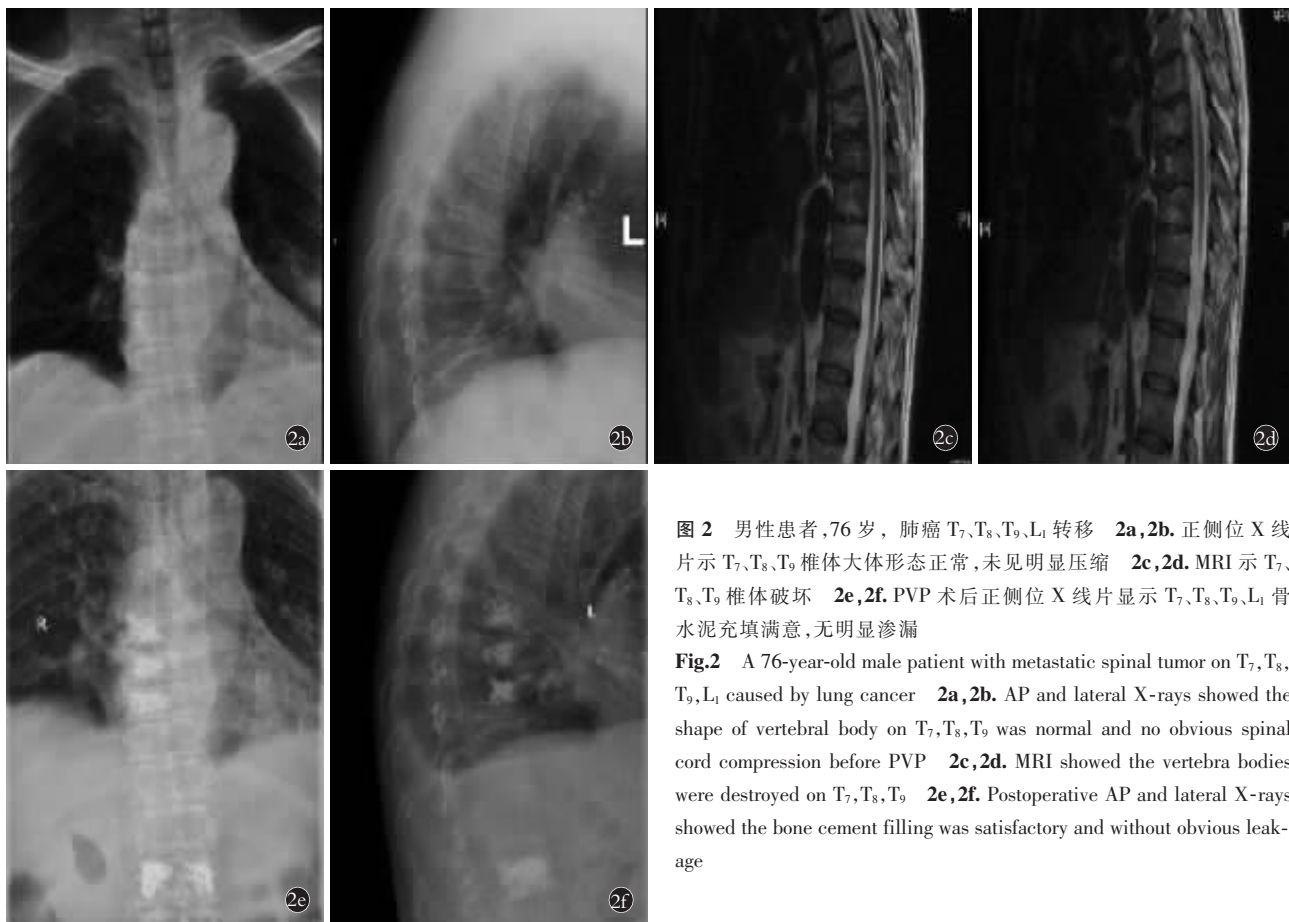 2a
2b
L
H
2c
H
2d
R
2e
L
2f
图 2 男性患者,76 岁, 肺癌 T₇、T₈、T₉、L₁ 转移 2a,2b. 正侧位 X 线
片示 T₇、T₈、T₉ 椎体大体形态正常,未见明显压缩 2c,2d. MRI 示 T₇、
T₈、T₉ 椎体破坏 2e,2f. PVP 术后正侧位 X 线片显示 T₇、T₈、T₉、L₁ 骨
水泥充填满意,无明显渗漏
Fig.2 A 76-year-old male patient with metastatic spinal tumor on T₇,T₈,
T₉,L₁ caused by lung cancer 2a,2b. AP and lateral X-rays showed the
shape of vertebral body on T₇,T₈,T₉ was normal and no obvious spinal
cord compression before PVP 2c,2d. MRI showed the vertebra bodies
were destroyed on T₇,T₈,T₉ 2e,2f. Postoperative AP and lateral X-rays
showed the bone cement filling was satisfactory and without obvious leak-
age